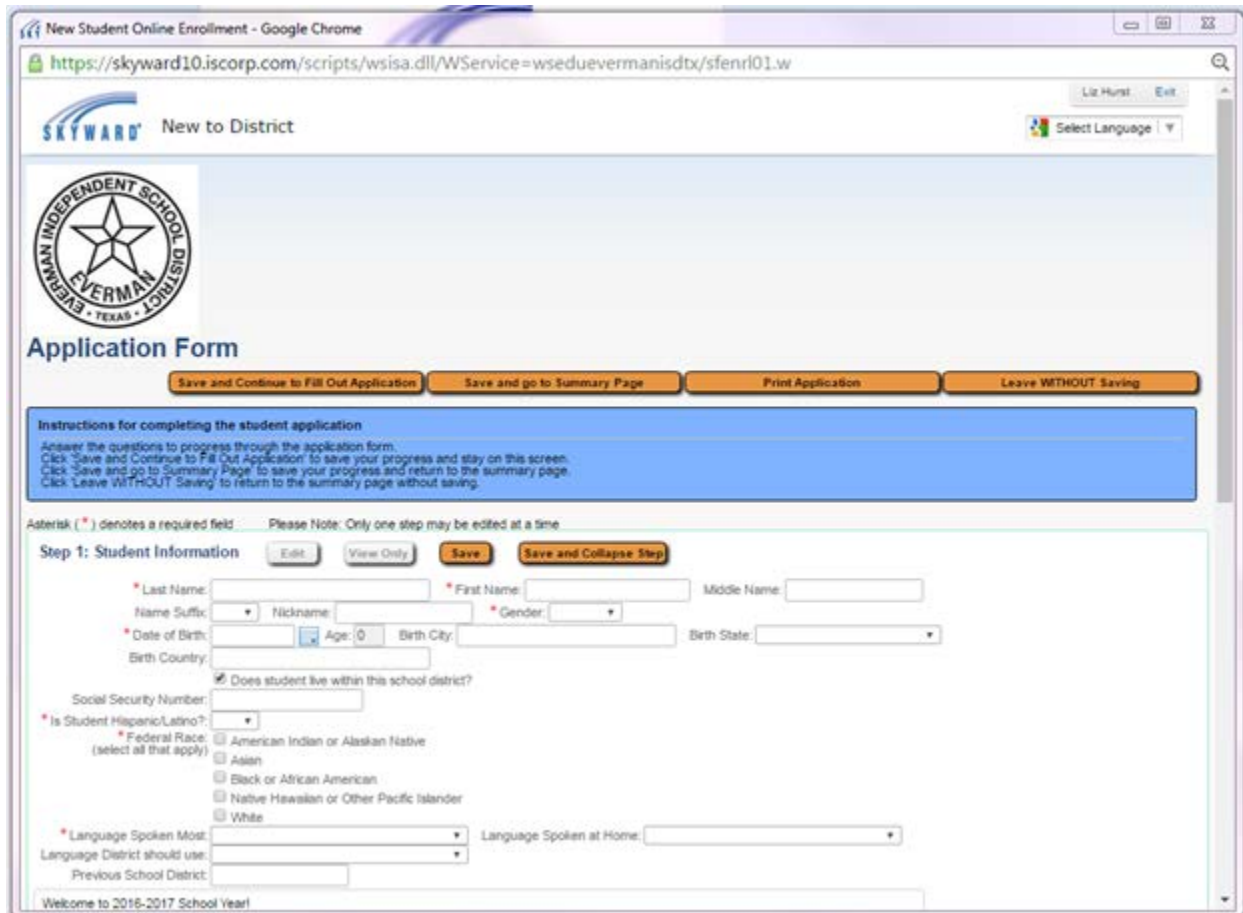 New Student Online Enrollment - Google Chrome
https://skyward10.iscorp.com/scripts/wsisa.dll/WService=wseduevermanisdtx/sfenrl01.w
Liz Hurst Exit
SKYWARD New to District
Select Language
EVERMAN INDEPENDENT SCHOOL DISTRICT
EVERMAN
• TEXAS •
Application Form
Save and Continue to Fill Out Application Save and go to Summary Page Print Application Leave WITHOUT Saving
Instructions for completing the student application
Answer the questions to progress through the application form.
Click 'Save and Continue to Fill Out Application' to save your progress and stay on this screen.
Click 'Save and go to Summary Page' to save your progress and return to the summary page.
Click 'Leave WITHOUT Saving' to return to the summary page without saving.
Asterisk (*) denotes a required field Please Note: Only one step may be edited at a time
Step 1: Student Information Edit View Only Save Save and Collapse Step
* Last Name: * First Name: Middle Name:
Name Suffix: Nickname: * Gender:
* Date of Birth: Age: 0 Birth City: Birth State:
Birth Country:
Does student live within this school district?
Social Security Number:
* Is Student Hispanic/Latino?:
* Federal Race: American Indian or Alaskan Native
(select all that apply)
Asian
Black or African American
Native Hawaiian or Other Pacific Islander
White
* Language Spoken Most: Language Spoken at Home:
Language District should use:
Previous School District:
Welcome to 2016-2017 School Year!